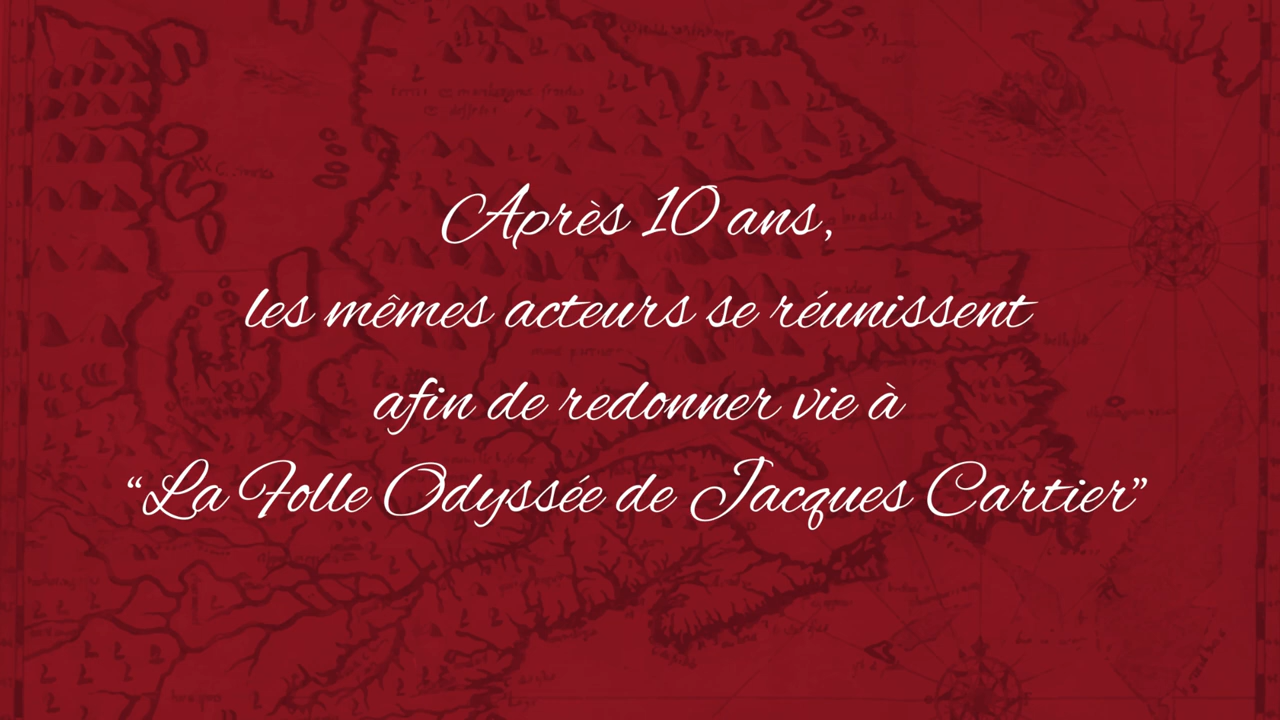 Après 10 ans,
les mêmes acteurs se réunissent
afin de redonner vie à
“La Folle Odyssée de Jacques Cartier”